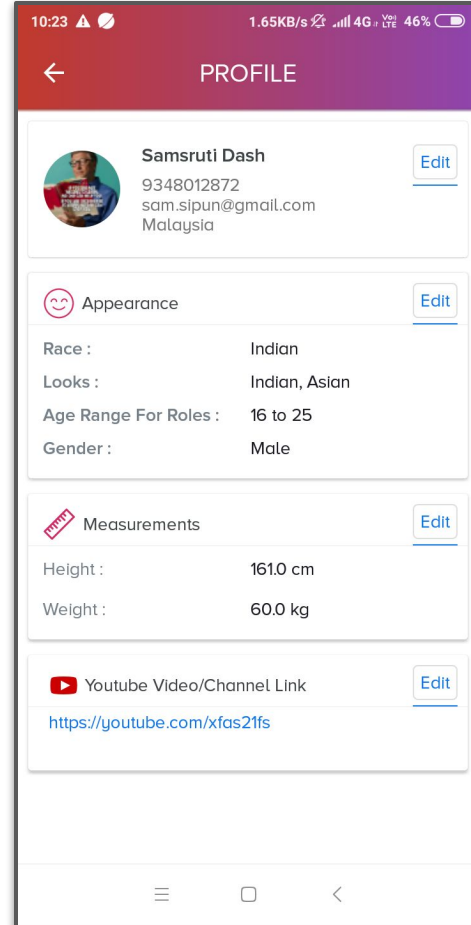 10:23 1.65KB/s 4G Vo) LTE 46%
PROFILE
Samsruti Dash Edit
9348012872
sam.sipun@gmail.com
Malaysia
Appearance Edit
Race : Indian
Looks : Indian, Asian
Age Range For Roles : 16 to 25
Gender : Male
Measurements Edit
Height : 161.0 cm
Weight : 60.0 kg
Youtube Video/Channel Link Edit
https://youtube.com/xfas21fs